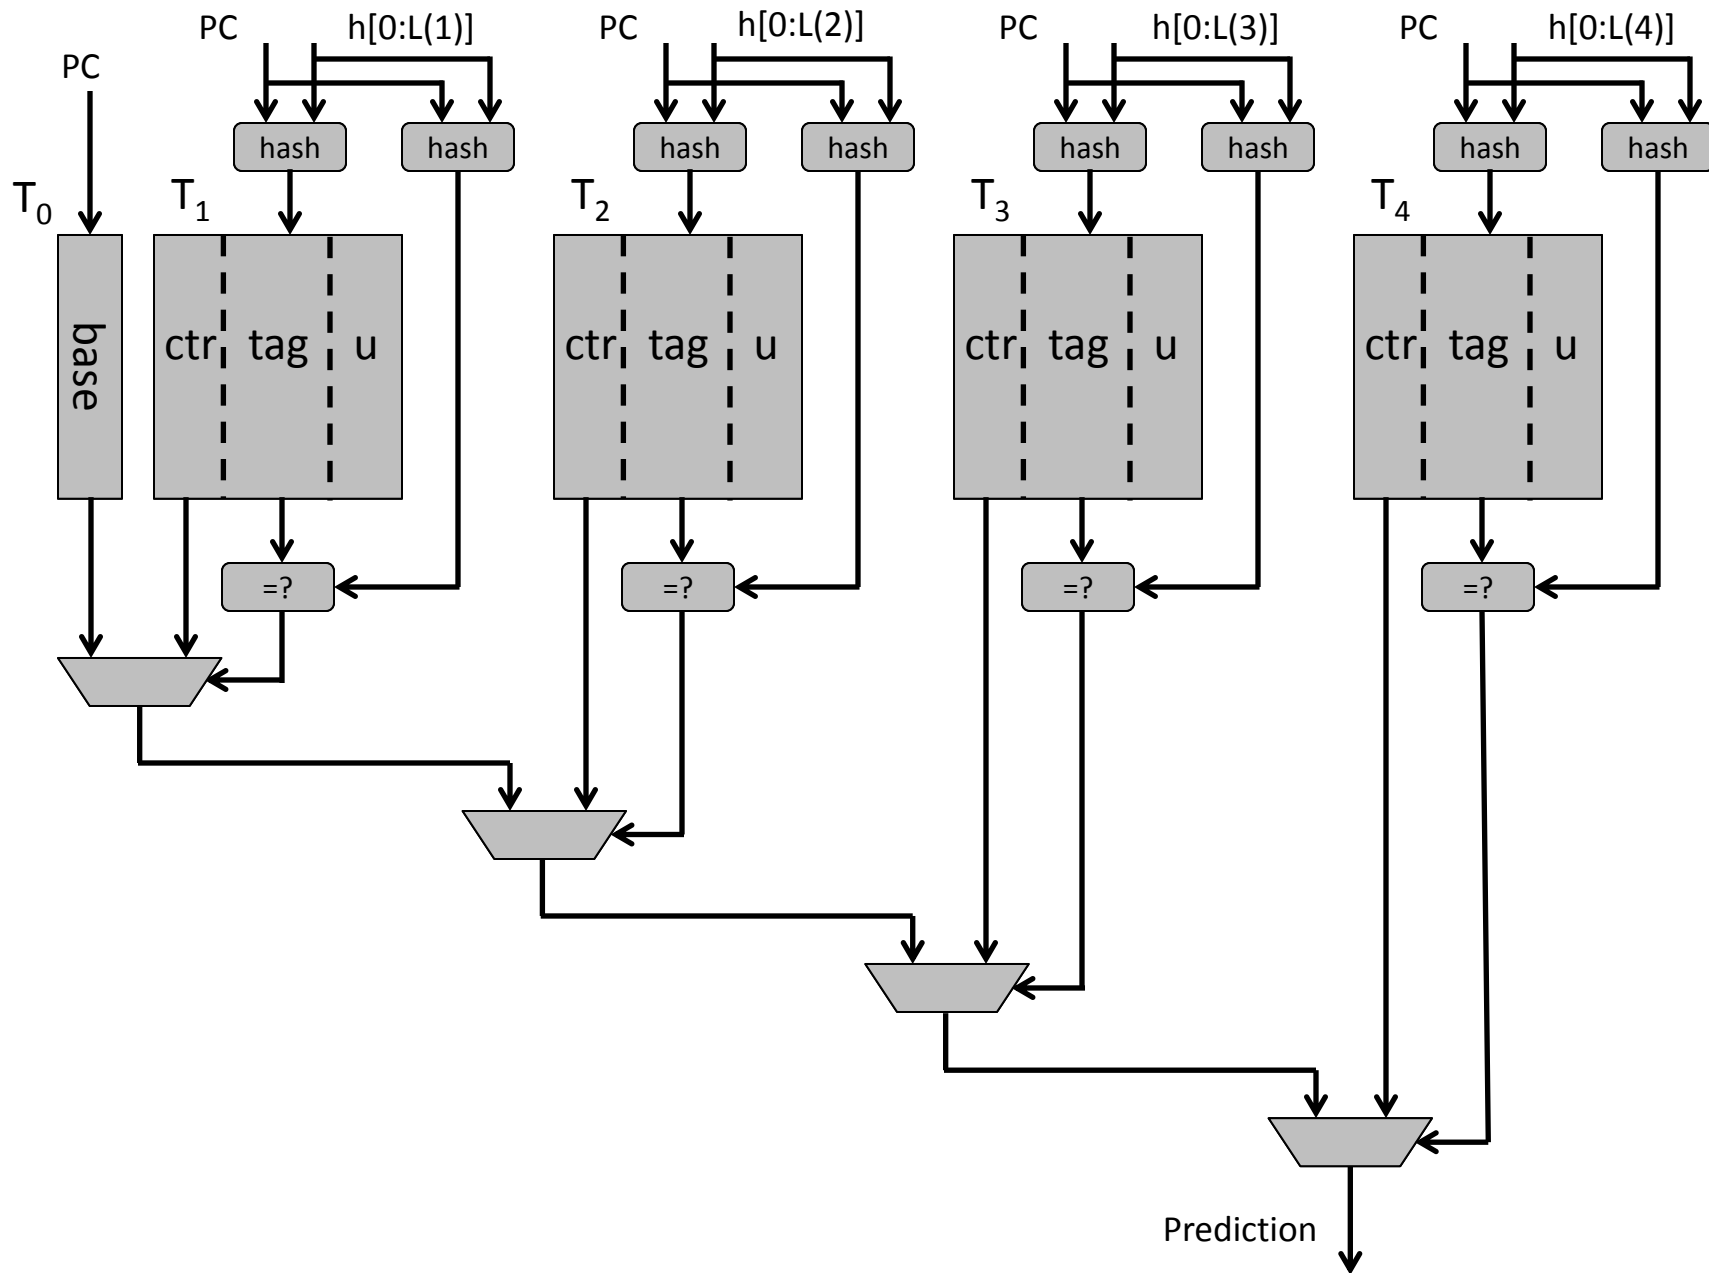 PC h[0:L(1)] PC h[0:L(2)] PC h[0:L(3)] PC h[0:L(4)]
PC
hash hash hash hash hash hash hash hash
T0 T1 T2 T3 T4
base ctr tag u ctr tag u ctr tag u ctr tag u
=? =? =? =?
Prediction